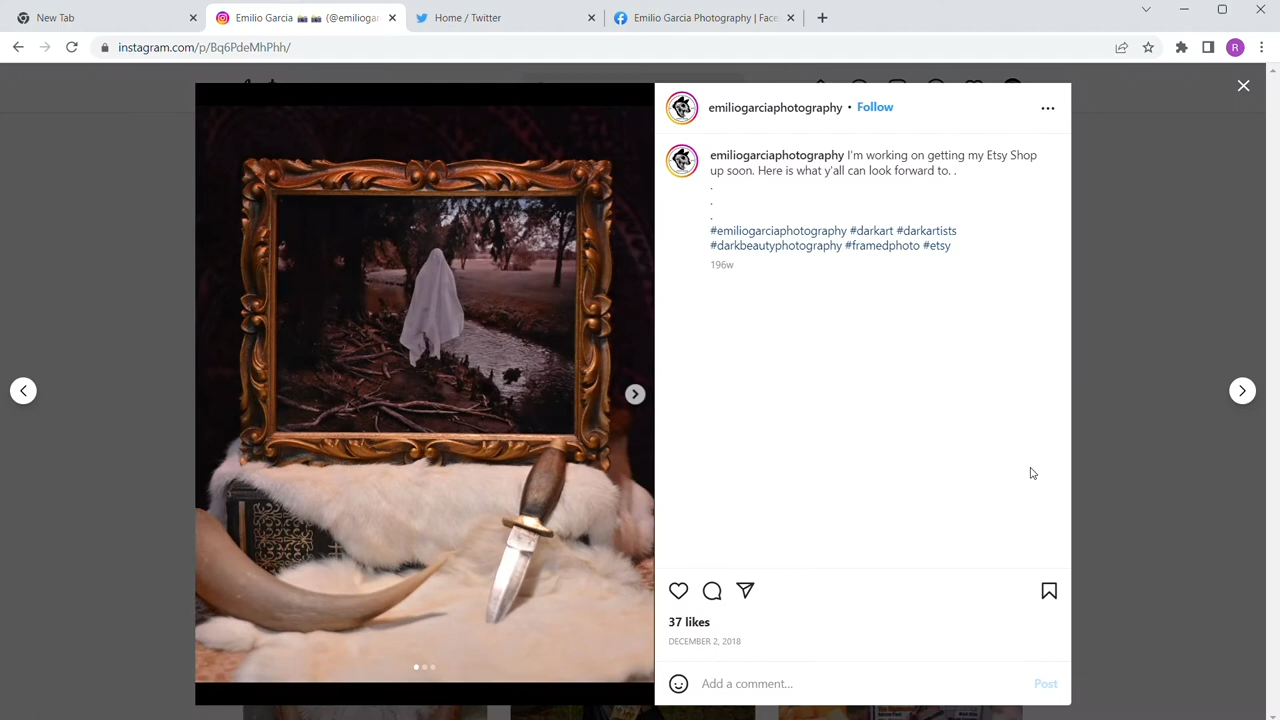 New Tab
Emilio Garcia 📷 📷 (@emilioga
Home / Twitter
Emilio Garcia Photography | Face
instagram.com/p/Bq6PdeMhPhh/
R
emiliogarciaphotography • Follow
emiliogarciaphotography I'm working on getting my Etsy Shop
up soon. Here is what y'all can look forward to. .
.
.
.
#emiliogarciaphotography #darkart #darkartists
#darkbeautyphotography #framedphoto #etsy
196w
37 likes
DECEMBER 2, 2018
Add a comment...
Post